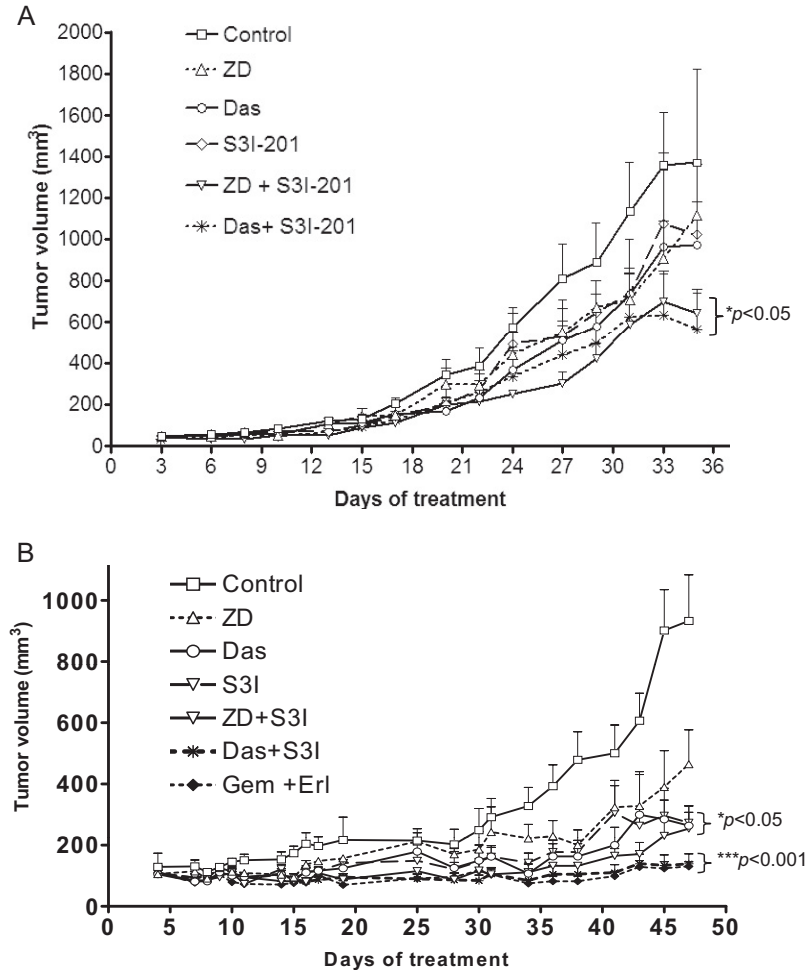 A
2000
1800
1600
1400
1200
1000
800
600
400
200
0
Tumor volume (mm³)
Control
ZD
Das
S3I-201
ZD + S3I-201
Das+ S3I-201
*p<0.05
0 3 6 9 12 15 18 21 24 27 30 33 36
Days of treatment
B
1000
800
600
400
200
0
Tumor volume (mm³)
Control
ZD
Das
S3I
ZD+S3I
Das+S3I
Gem +Erl
*p<0.05
***p<0.001
0 5 10 15 20 25 30 35 40 45 50
Days of treatment